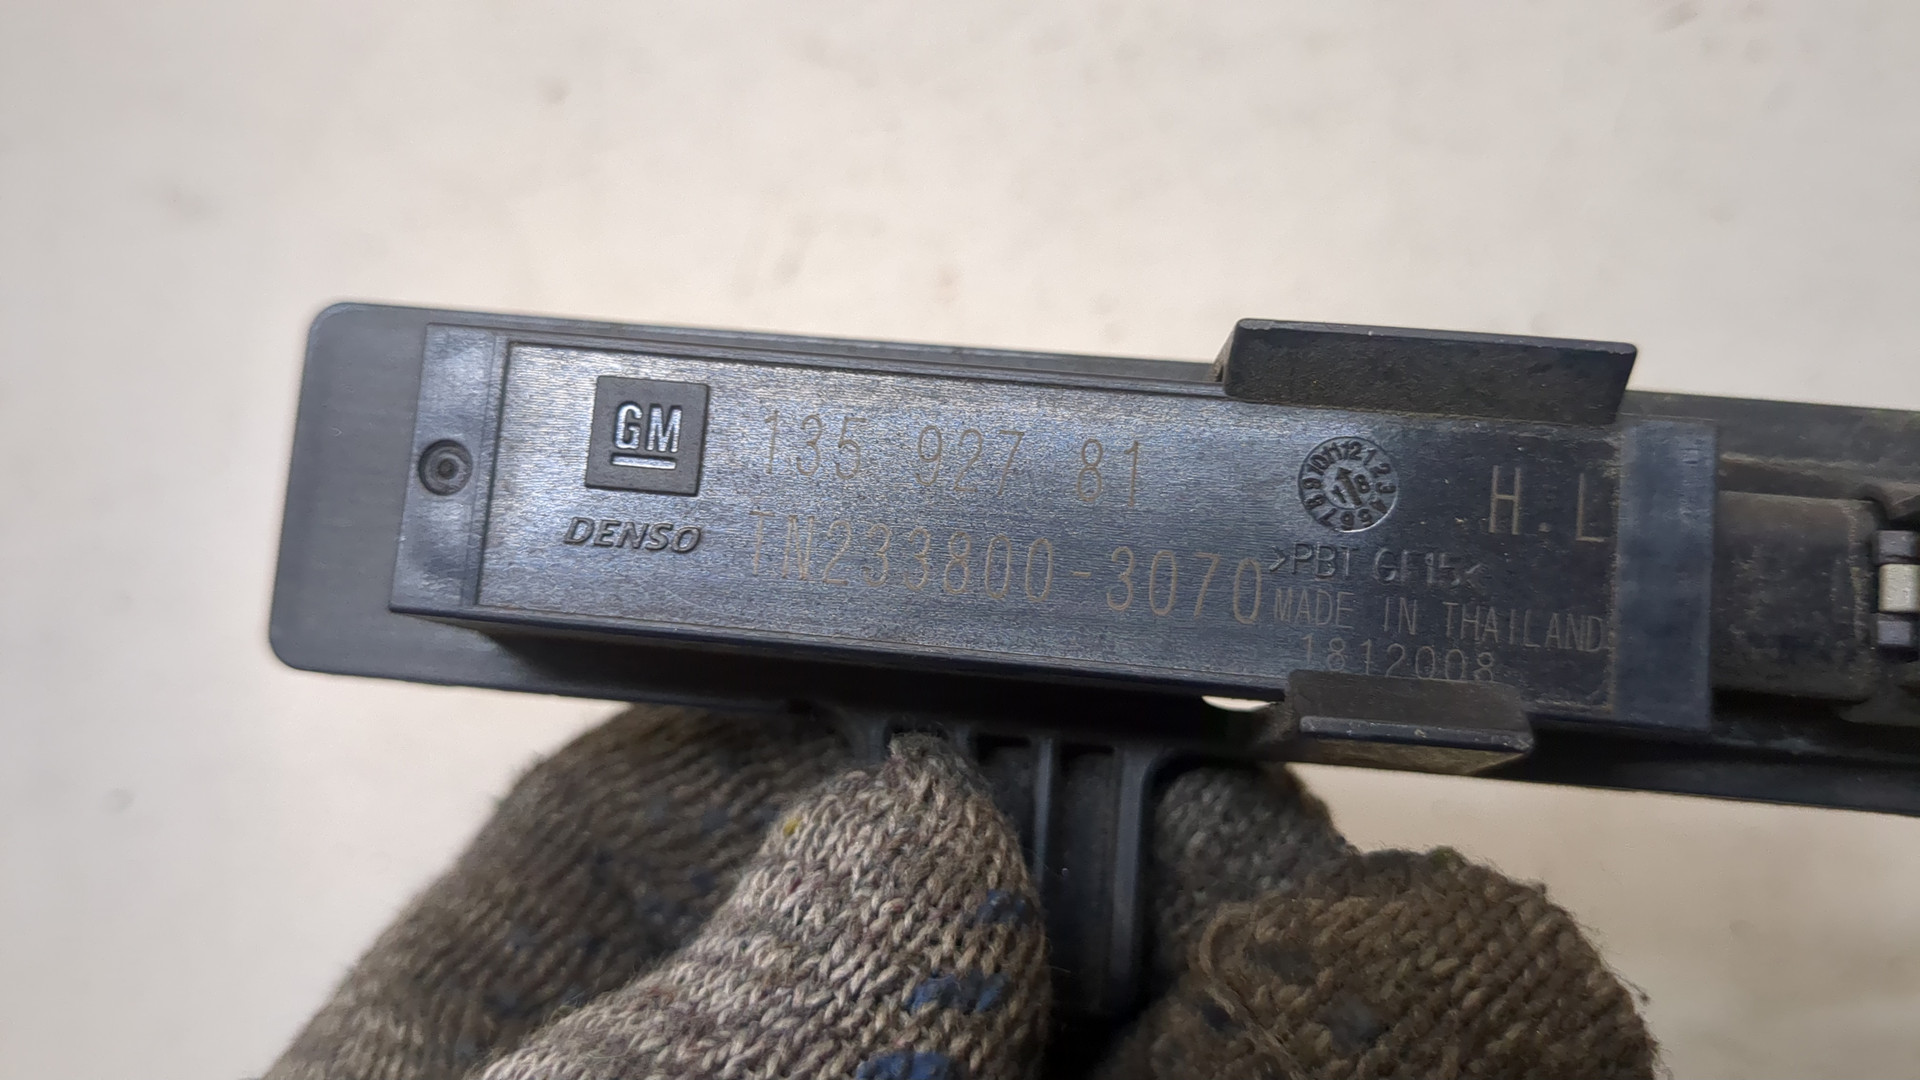 GM
135 927 81
DENSO
TN233800-3070
H.L
>PBT GF15<
MADE IN THAILAND
1812008